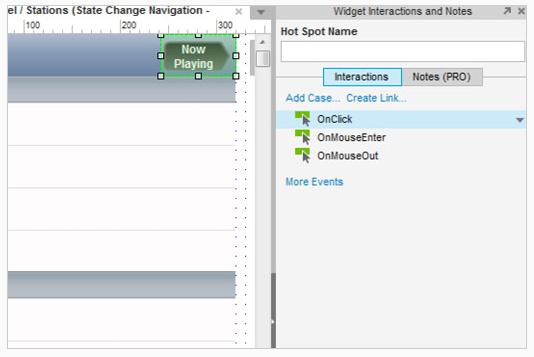 el / Stations (State Change Navigation -
Widget Interactions and Notes
100
200
300
Now
Playing
Hot Spot Name
Interactions
Notes (PRO)
Add Case... Create Link...
OnClick
OnMouseEnter
OnMouseOut
More Events